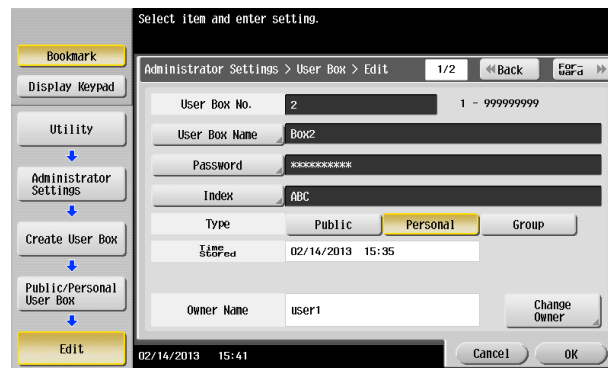 Select item and enter setting.
Bookmark
Display Keypad
Utility
Administrator
Settings
Create User Box
Public/Personal
User Box
Edit
Administrator Settings > User Box > Edit
1/2
Back
For-
ward
User Box No.
2
1 - 999999999
User Box Name
Box2
Password
**********
Index
ABC
Type
Public
Personal
Group
Time
Stored
02/14/2013 15:35
Owner Name
user1
Change
Owner
02/14/2013 15:41
Cancel
OK